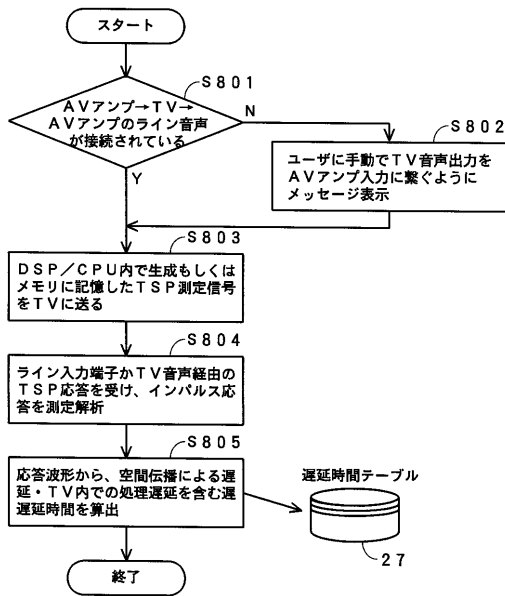 スタート
S801
AVアンプ→TV→
AVアンプのライン音声
が接続されている
N
Y
S802
ユーザに手動でTV音声出力を
AVアンプ入力に繋ぐように
メッセージ表示
S803
DSP/CPU内で生成もしくは
メモリに記憶したTSP測定信号
をTVに送る
S804
ライン入力端子かTV音声経由の
TSP応答を受け、インパルス応
答を測定解析
S805
応答波形から、空間伝播による遅
延・TV内での処理遅延を含む遅
遅延時間を算出
遅延時間テーブル
27
終了